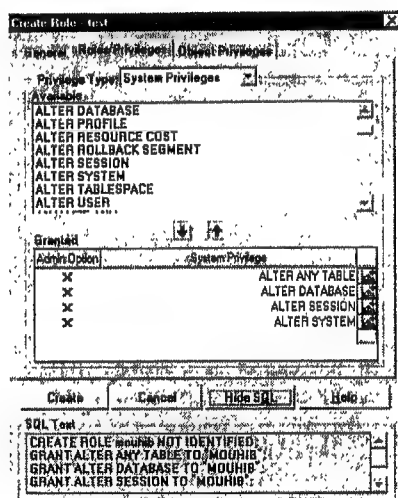 Create Role - test
General Roles/Privileges Object Privileges
Privilege Type: System Privileges
Available
ALTER DATABASE
ALTER PROFILE
ALTER RESOURCE COST
ALTER ROLLBACK SEGMENT
ALTER SESSION
ALTER SYSTEM
ALTER TABLESPACE
ALTER USER
Granted
Admin Option System Privilege
ALTER ANY TABLE
ALTER DATABASE
ALTER SESSION
ALTER SYSTEM
Create Cancel Hide SQL Help
SQL Text
CREATE ROLE mouhib NOT IDENTIFIED;
GRANT ALTER ANY TABLE TO "MOUHIB"
GRANT ALTER DATABASE TO "MOUHIB"
GRANT ALTER SESSION TO "MOUHIB"